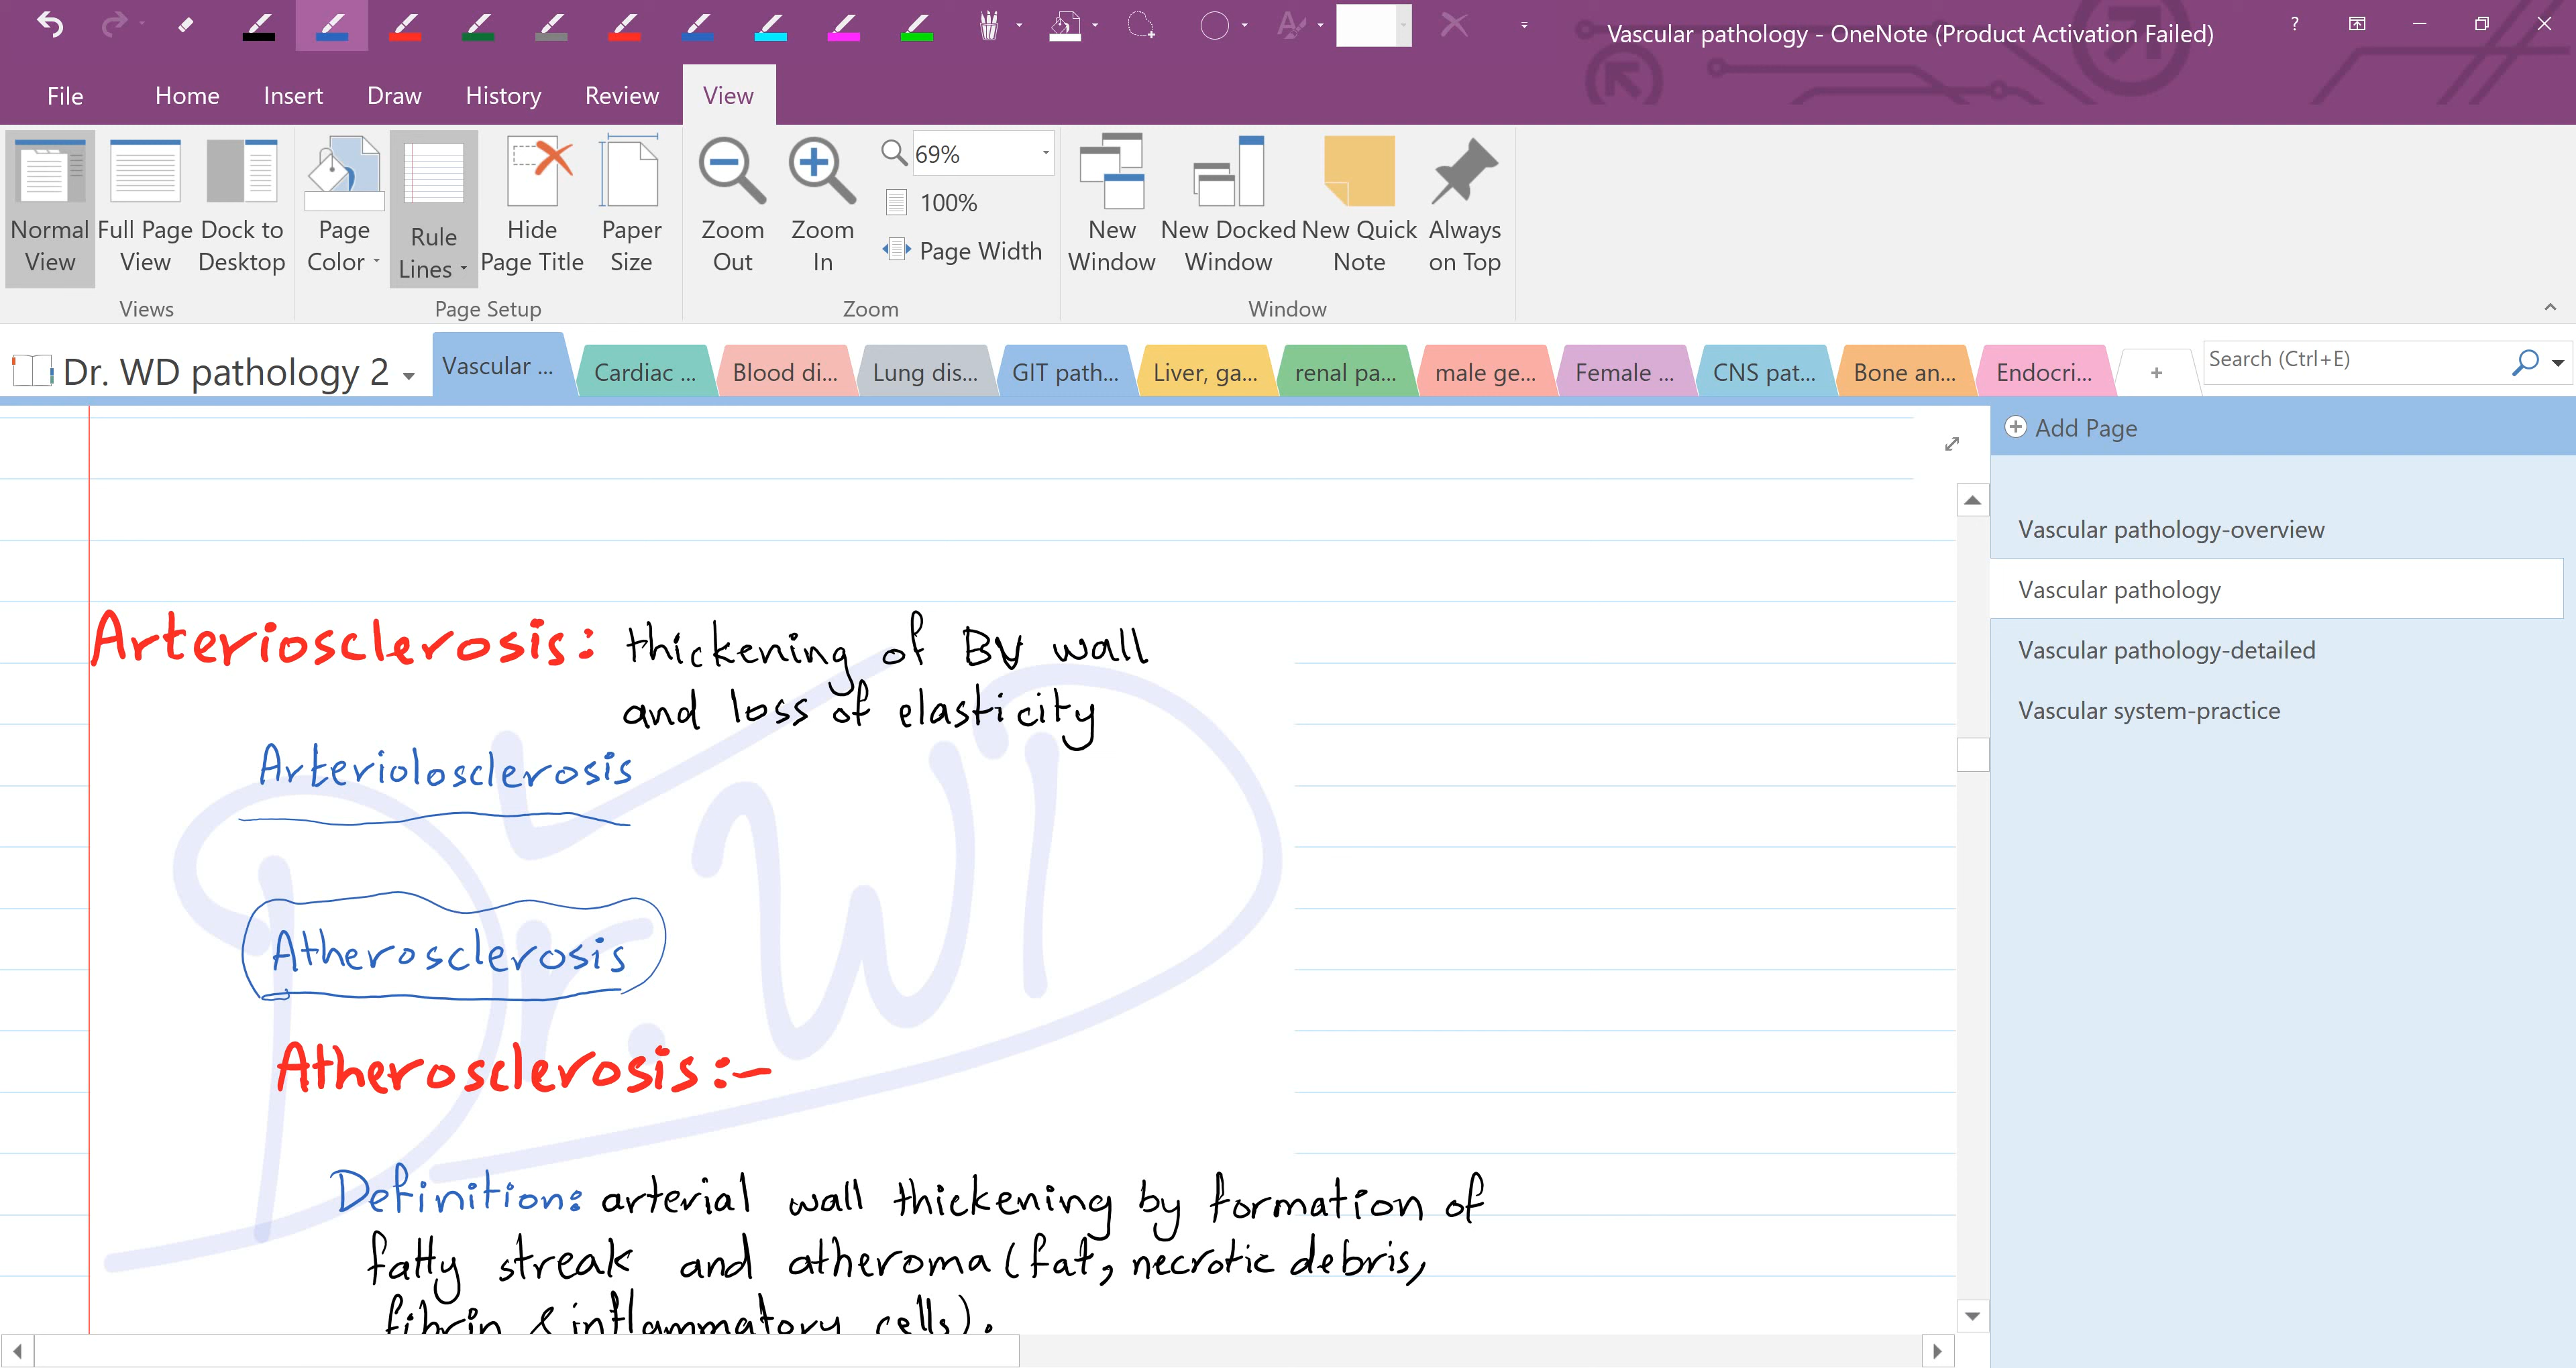 Vascular pathology - OneNote (Product Activation Failed)
?
File Home Insert Draw History Review View
Normal View
Full Page View
Dock to Desktop
Views
Page Color
Rule Lines
Hide Page Title
Paper Size
Page Setup
Zoom Out
Zoom In
69%
100%
Page Width
Zoom
New Window
New Docked Window
New Quick Note
Always on Top
Window
Dr. WD pathology 2
Vascular ... Cardiac ... Blood di... Lung dis... GIT path... Liver, ga... renal pa... male ge... Female ... CNS pat... Bone an... Endocri... +
Search (Ctrl+E)
Add Page
Vascular pathology-overview
Vascular pathology
Vascular pathology-detailed
Vascular system-practice
Arteriosclerosis: thickening of BV wall
and loss of elasticity
Arteriolosclerosis
Atherosclerosis
Dr. WD
Atherosclerosis:-
Definition: arterial wall thickening by formation of
fatty streak and atheroma (fat, necrotic debris,
fibrin & inflammatory cells).